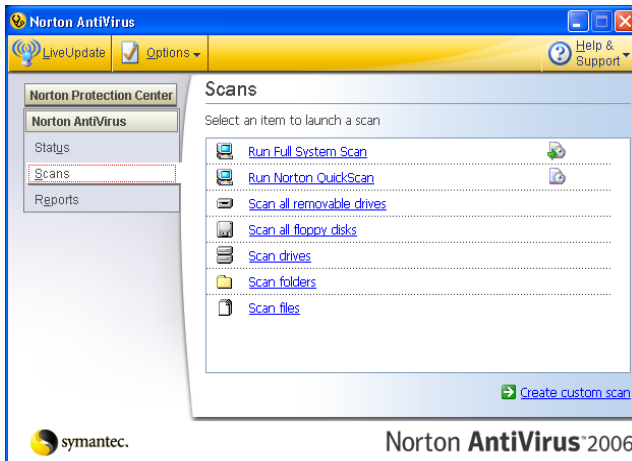 Norton AntiVirus
LiveUpdate
Options
Help &
Support
Norton Protection Center
Norton AntiVirus
Status
Scans
Reports
Scans
Select an item to launch a scan
Run Full System Scan
Run Norton QuickScan
Scan all removable drives
Scan all floppy disks
Scan drives
Scan folders
Scan files
Create custom scan
symantec.
Norton AntiVirus™2006